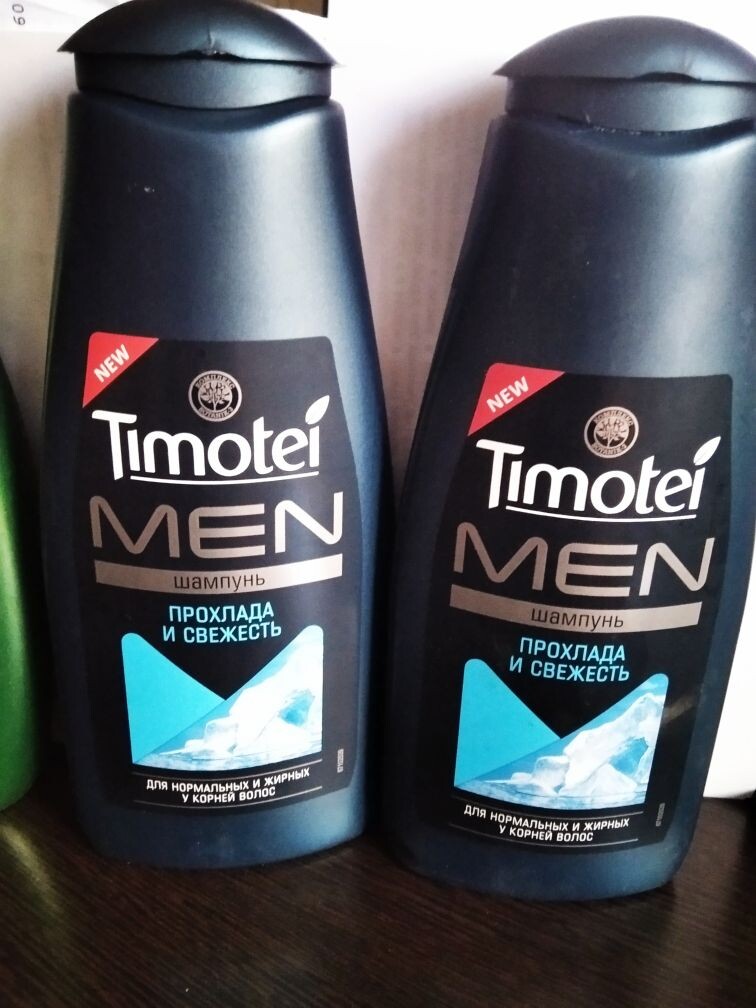 60
NEW
Timotei
MEN
шампунь
ПРОХЛАДА
И СВЕЖЕСТЬ
ДЛЯ НОРМАЛЬНЫХ И ЖИРНЫХ
У КОРНЕЙ ВОЛОС
NEW
Timotei
MEN
шампунь
ПРОХЛАДА
И СВЕЖЕСТЬ
ДЛЯ НОРМАЛЬНЫХ И ЖИРНЫХ
У КОРНЕЙ ВОЛОС